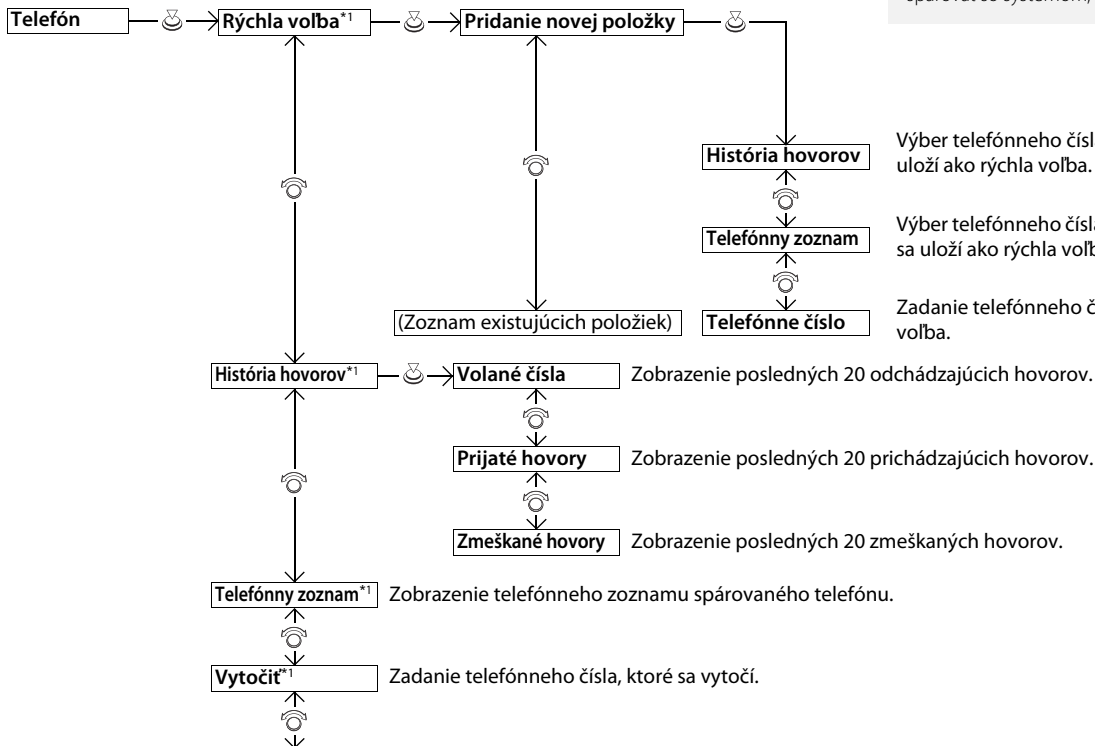 spárovať so systémom,
Telefón
Rýchla voľba*1
Pridanie novej položky
História hovorov
Výber telefónneho
uloží ako rýchla voľba.
Telefónny zoznam
Výber telefónneho čísla
sa uloží ako rýchla
(Zoznam existujúcich položiek)
Telefónne číslo
Zadanie telefónneho
voľba.
História hovorov*1
Volané čísla
Zobrazenie posledných 20 odchádzajúcich hovorov.
Prijaté hovory
Zobrazenie posledných 20 prichádzajúcich hovorov.
Zmeškané hovory
Zobrazenie posledných 20 zmeškaných hovorov.
Telefónny zoznam*1
Zobrazenie telefónneho zoznamu spárovaného telefónu.
Vytočiť*1
Zadanie telefónneho čísla, ktoré sa vytočí.